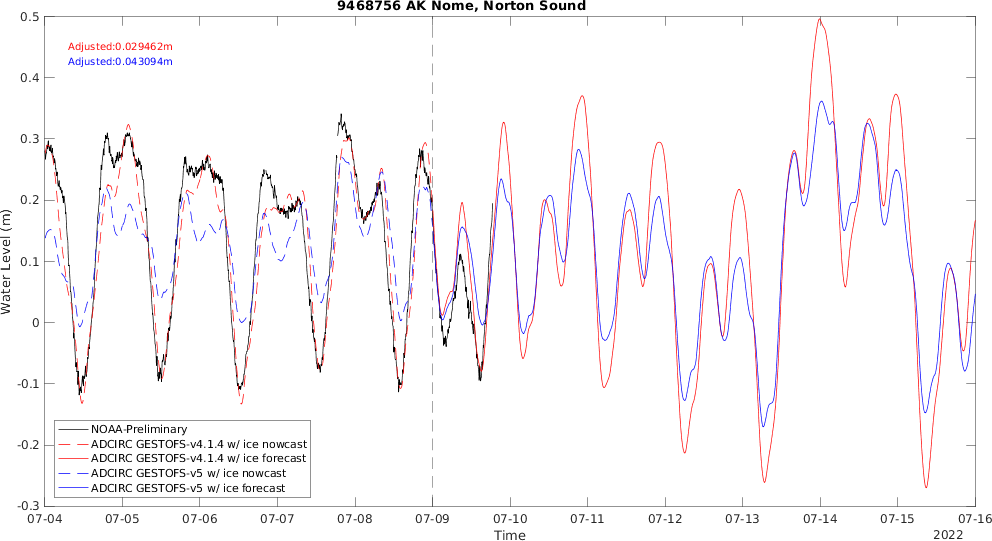 9468756 AK Nome, Norton Sound
Adjusted:0.029462m
Adjusted:0.043094m
0.5
0.4
0.3
0.2
0.1
0
-0.1
-0.2
-0.3
Water Level (m)
NOAA-Preliminary
ADCIRC GESTOFS-v4.1.4 w/ ice nowcast
ADCIRC GESTOFS-v4.1.4 w/ ice forecast
ADCIRC GESTOFS-v5 w/ ice nowcast
ADCIRC GESTOFS-v5 w/ ice forecast
07-04 07-05 07-06 07-07 07-08 07-09 07-10 07-11 07-12 07-13 07-14 07-15 07-16
Time
2022